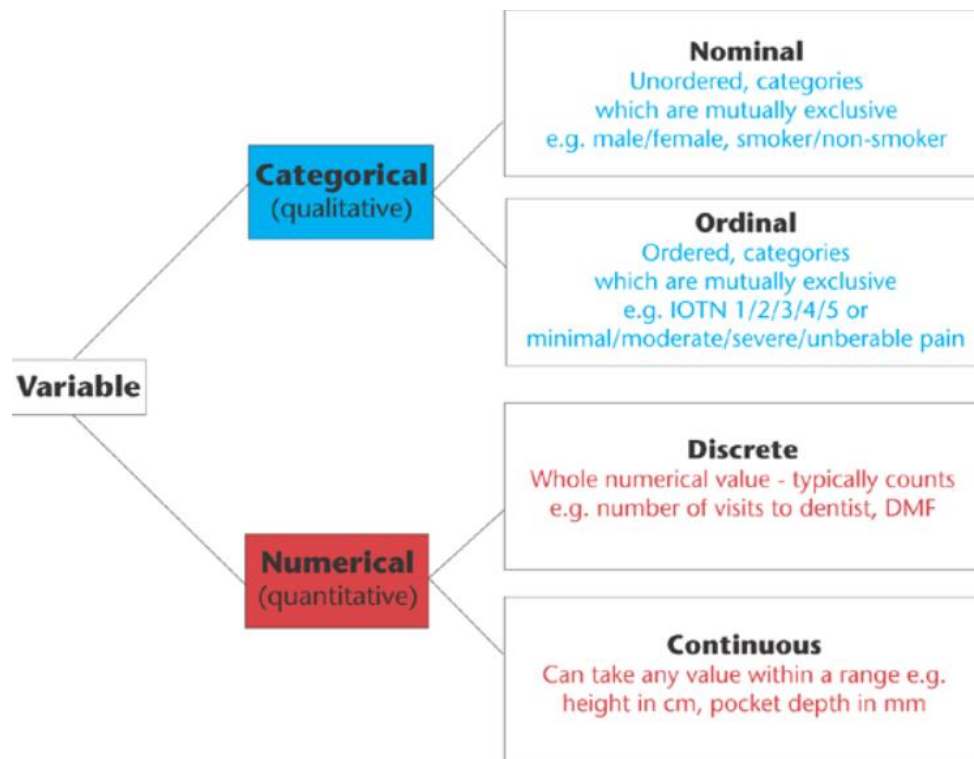 Variable
Categorical
(qualitative)
Nominal
Unordered, categories
which are mutually exclusive
e.g. male/female, smoker/non-smoker
Ordinal
Ordered, categories
which are mutually exclusive
e.g. IOTN 1/2/3/4/5 or
minimal/moderate/severe/unberable pain
Numerical
(quantitative)
Discrete
Whole numerical value - typically counts
e.g. number of visits to dentist, DMF
Continuous
Can take any value within a range e.g.
height in cm, pocket depth in mm